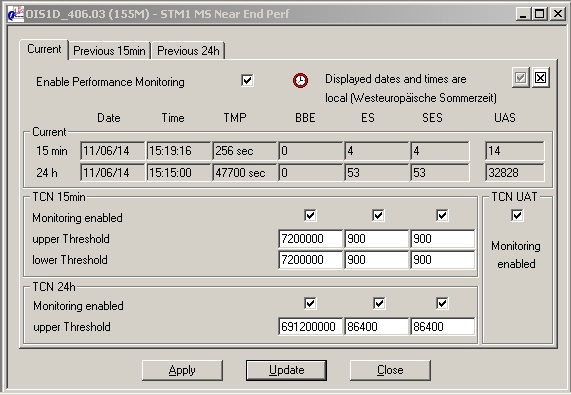 OIS1D_406.03 (155M) - STM1 MS Near End Perf
Current Previous 15min Previous 24h
Enable Performance Monitoring
Displayed dates and times are
local (Westeuropäische Sommerzeit)
Date Time TMP BBE ES SES UAS
Current
15 min 11/06/14 15:19:16 256 sec 0 4 4 14
24 h 11/06/14 15:15:00 47700 sec 0 53 53 32828
TCN 15min
Monitoring enabled
upper Threshold 7200000 900 900
lower Threshold 7200000 900 900
TCN UAT
Monitoring
enabled
TCN 24h
Monitoring enabled
upper Threshold 691200000 86400 86400
Apply Update Close